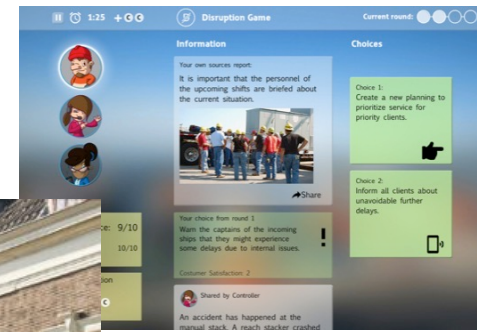 1:25 +
Disruption Game
Current round:
Information
Choices
Your own sources report:
It is important that the personnel of
the upcoming shifts are briefed about
the current situation.
Share
Choice 1:
Create a new planning to
prioritize service for
priority clients.
Choice 2:
Inform all clients about
unavoidable further
delays.
9/10
10/10
Your choice from round 1
Warn the captains of the incoming
ships that they might experience
some delays due to internal issues.
!
Costumer Satisfaction: 2
Shared by Controller
An accident has happened at the
manual stack. A reach stacker crashed